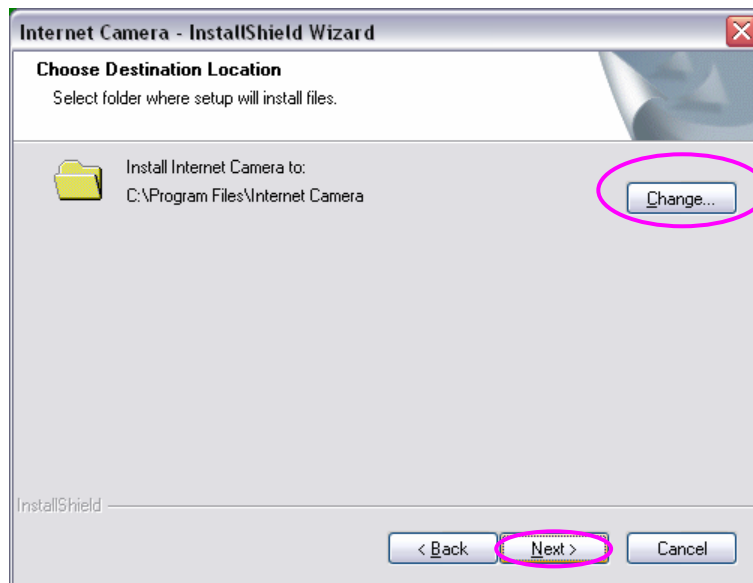 Internet Camera - InstallShield Wizard
Choose Destination Location
Select folder where setup will install files.
Install Internet Camera to:
C:\Program Files\Internet Camera
Change...
InstallShield
< Back
Next >
Cancel